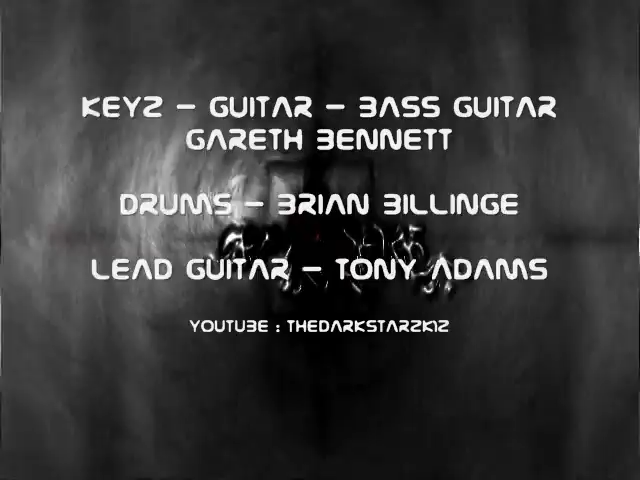 KEYZ - GUITAR - BASS GUITAR
GARETH BENNETT
DRUMS - BRIAN BILLINGE
LEAD GUITAR - TONY ADAMS
YOUTUBE : THEDARKSTARZK12